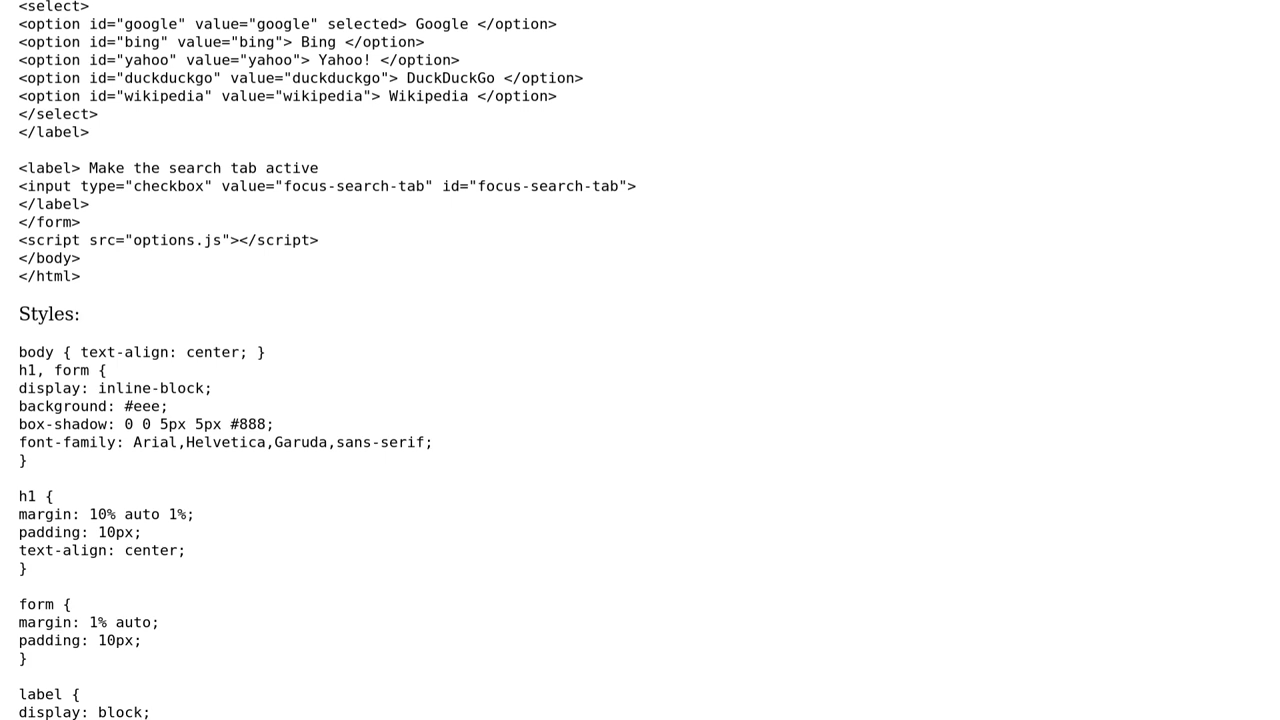 <select>
<option id="google" value="google" selected> Google </option>
<option id="bing" value="bing"> Bing </option>
<option id="yahoo" value="yahoo"> Yahoo! </option>
<option id="duckduckgo" value="duckduckgo"> DuckDuckGo </option>
<option id="wikipedia" value="wikipedia"> Wikipedia </option>
</select>
</label>

<label> Make the search tab active
<input type="checkbox" value="focus-search-tab" id="focus-search-tab">
</label>
</form>
<script src="options.js"></script>
</body>
</html>

Styles:

body { text-align: center; }
h1, form {
display: inline-block;
background: #eee;
box-shadow: 0 0 5px 5px #888;
font-family: Arial,Helvetica,Garuda,sans-serif;
}

h1 {
margin: 10% auto 1%;
padding: 10px;
text-align: center;
}

form {
margin: 1% auto;
padding: 10px;
}

label {
display: block;